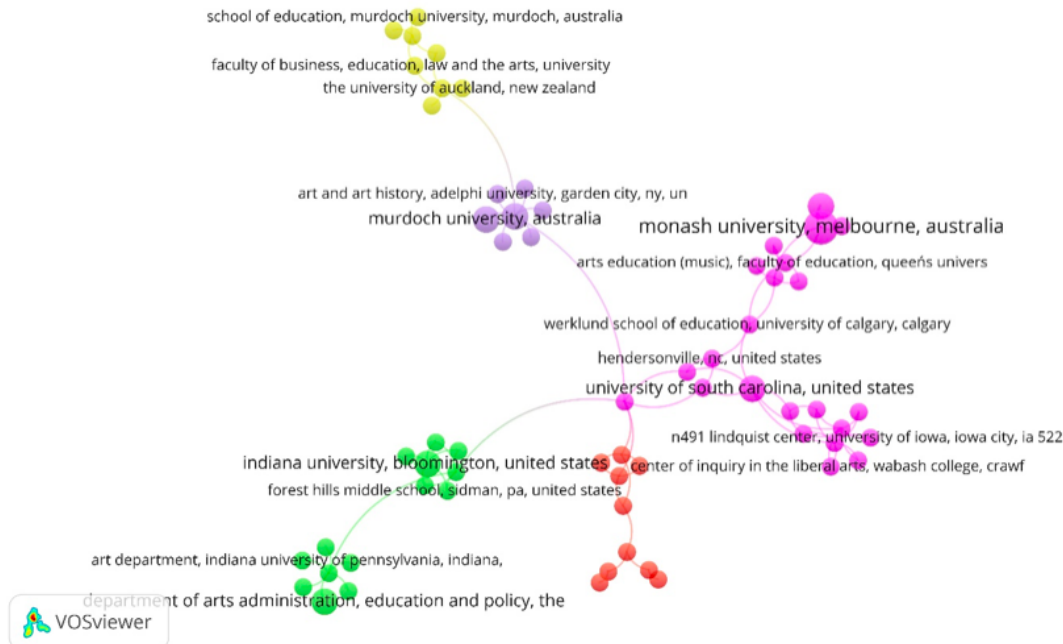 school of education, murdoch university, murdoch, australia
faculty of business, education, law and the arts, university
the university of auckland, new zealand
art and art history, adelphi university, garden city, ny, un
murdoch university, australia
monash university, melbourne, australia
arts education (music), faculty of education, queeńs univers
werklund school of education, university of calgary, calgary
hendersonville, nc, united states
university of south carolina, united states
n491 lindquist center, university of iowa, iowa city, ia 522
indiana university, bloomington, united states
center of inquiry in the liberal arts, wabash college, crawf
forest hills middle school, sidman, pa, united states
art department, indiana university of pennsylvania, indiana,
department of arts administration, education and policy, the
VOSviewer